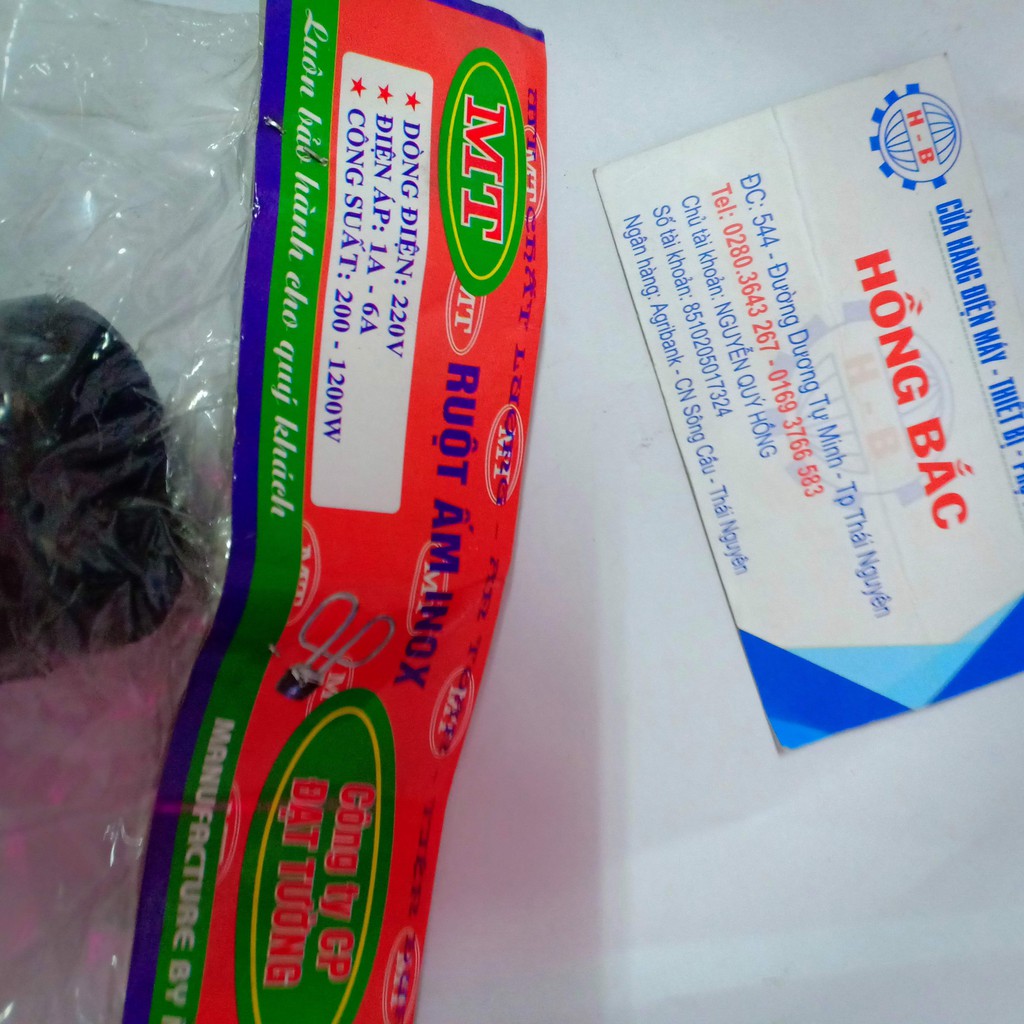 MT
★ DÒNG ĐIỆN: 220V
★ ĐIỆN ÁP: 1A - 6A
★ CÔNG SUẤT: 200 - 1200W
Luôn bảo hành cho quý khách
RUỘT ẤM INOX
Công ty CP
ĐẠT TƯỜNG
MANUFACTURE BY
H-B
CỬA HÀNG ĐIỆN MÁY - THIẾT BỊ -
HỒNG BẮC
ĐC: 544 - Đường Dương Tự Minh - Tp Thái Nguyên
Tel: 0280.3643 267 - 0169 3766 583
Chủ tài khoản: NGUYỄN QUÝ HỒNG
Số tài khoản: 8510205017324
Ngân hàng: Agribank - CN Sông Cầu - Thái Nguyên